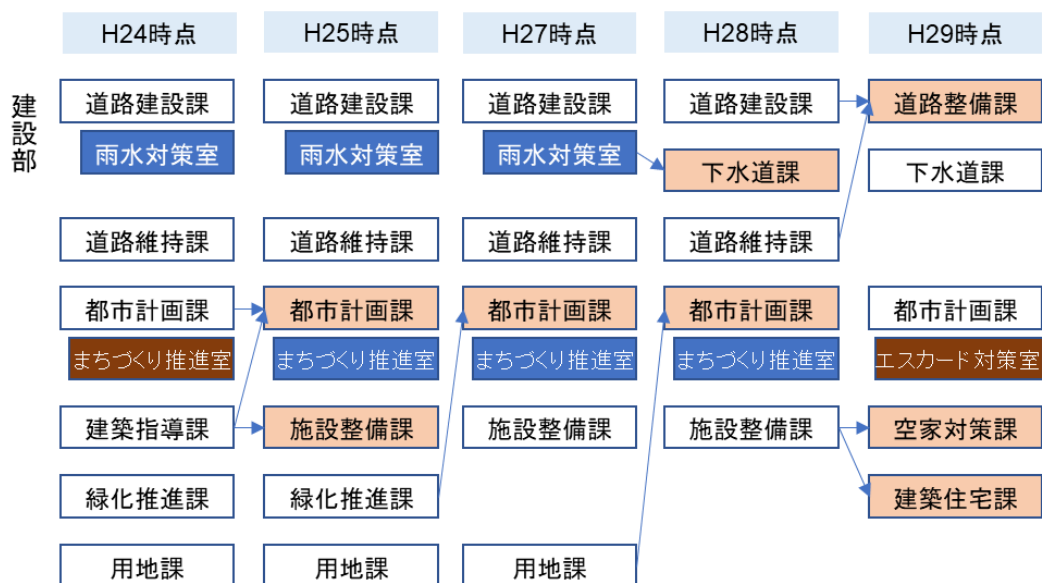 H24時点 H25時点 H27時点 H28時点 H29時点
建設部
道路建設課 道路建設課 道路建設課 道路建設課 道路整備課
雨水対策室 雨水対策室 雨水対策室 下水道課 下水道課
道路維持課 道路維持課 道路維持課 道路維持課
都市計画課 都市計画課 都市計画課 都市計画課 都市計画課
まちづくり推進室 まちづくり推進室 まちづくり推進室 まちづくり推進室 エスカード対策室
建築指導課 施設整備課 施設整備課 施設整備課 空家対策課
緑化推進課 緑化推進課 建築住宅課
用地課 用地課 用地課